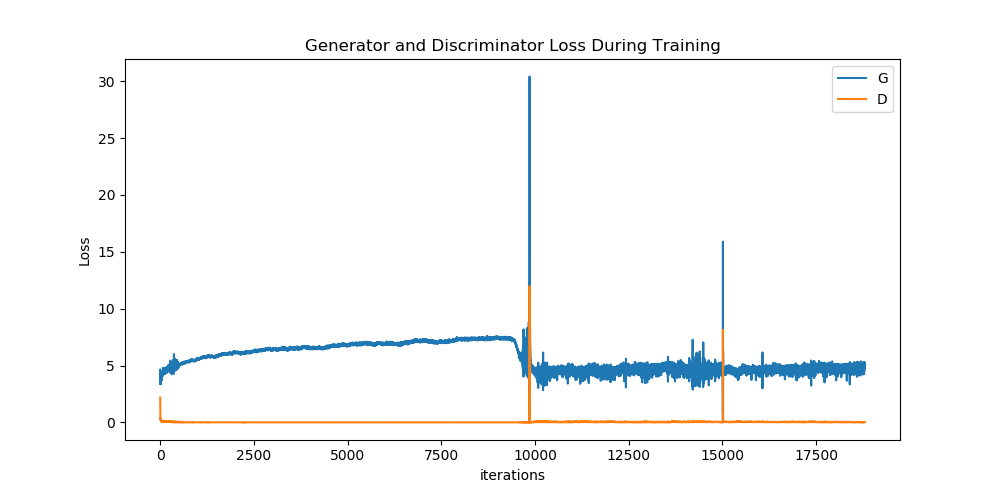 Generator and Discriminator Loss During Training
G
D
30
25
20
15
10
5
0
Loss
0 2500 5000 7500 10000 12500 15000 17500
iterations